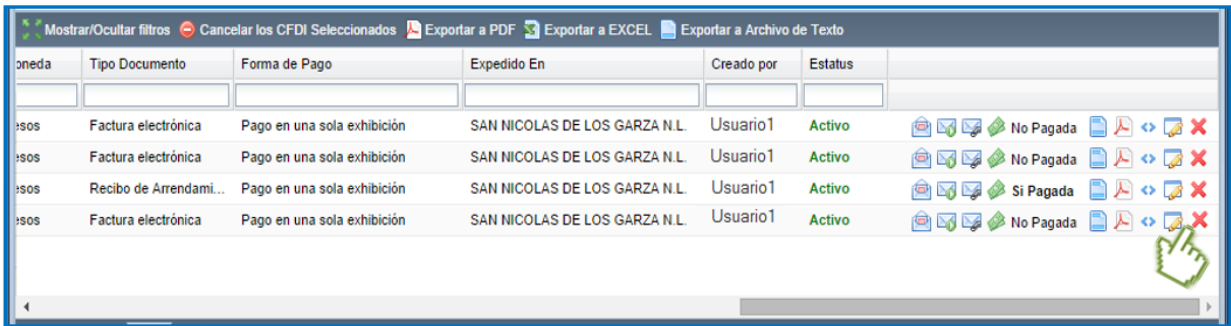 Mostrar/Ocultar filtros Cancelar los CFDI Seleccionados Exportar a PDF Exportar a EXCEL Exportar a Archivo de Texto
oneda Tipo Documento Forma de Pago Expedido En Creado por Estatus
esos Factura electrónica Pago en una sola exhibición SAN NICOLAS DE LOS GARZA N.L. Usuario1 Activo No Pagada
esos Factura electrónica Pago en una sola exhibición SAN NICOLAS DE LOS GARZA N.L. Usuario1 Activo No Pagada
esos Recibo de Arrendami... Pago en una sola exhibición SAN NICOLAS DE LOS GARZA N.L. Usuario1 Activo Si Pagada
esos Factura electrónica Pago en una sola exhibición SAN NICOLAS DE LOS GARZA N.L. Usuario1 Activo No Pagada